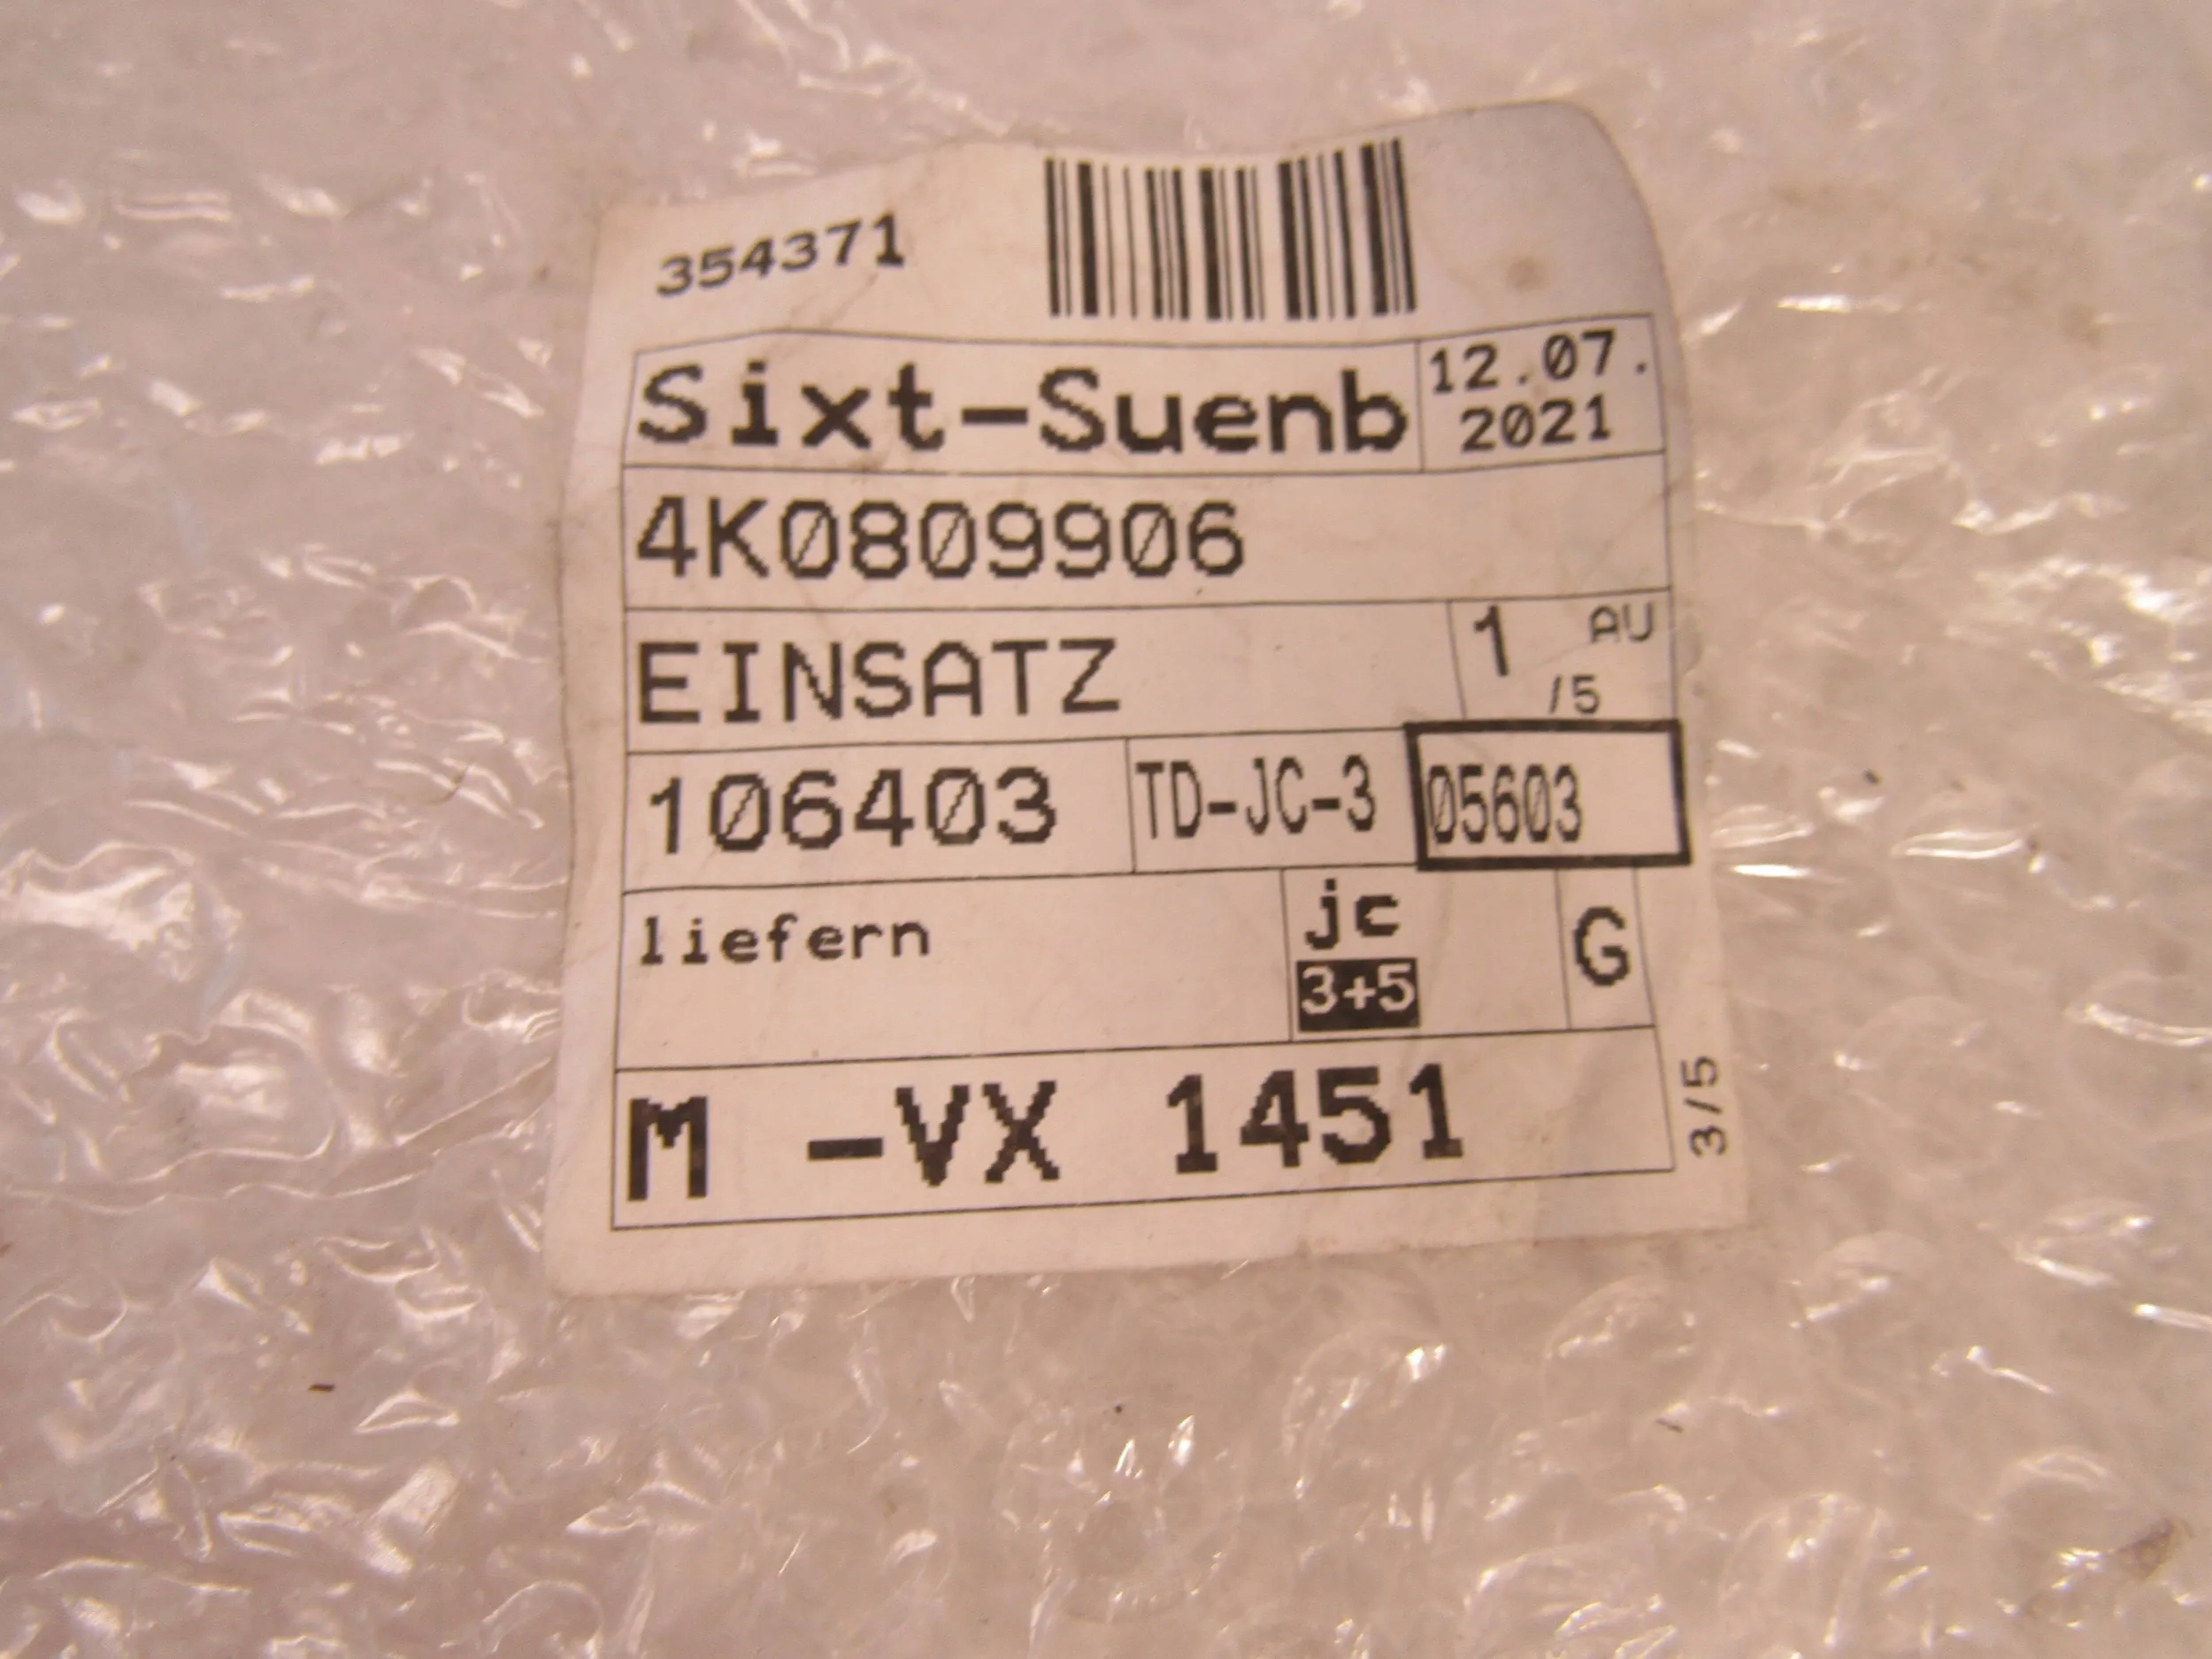 354371
Sixt-Suenb
12.07.
2021
4K0809906
EINSATZ
1 AU
/5
106403
TD-JC-3
05603
liefern
jc
3+5
G
M -VX 1451
3/5